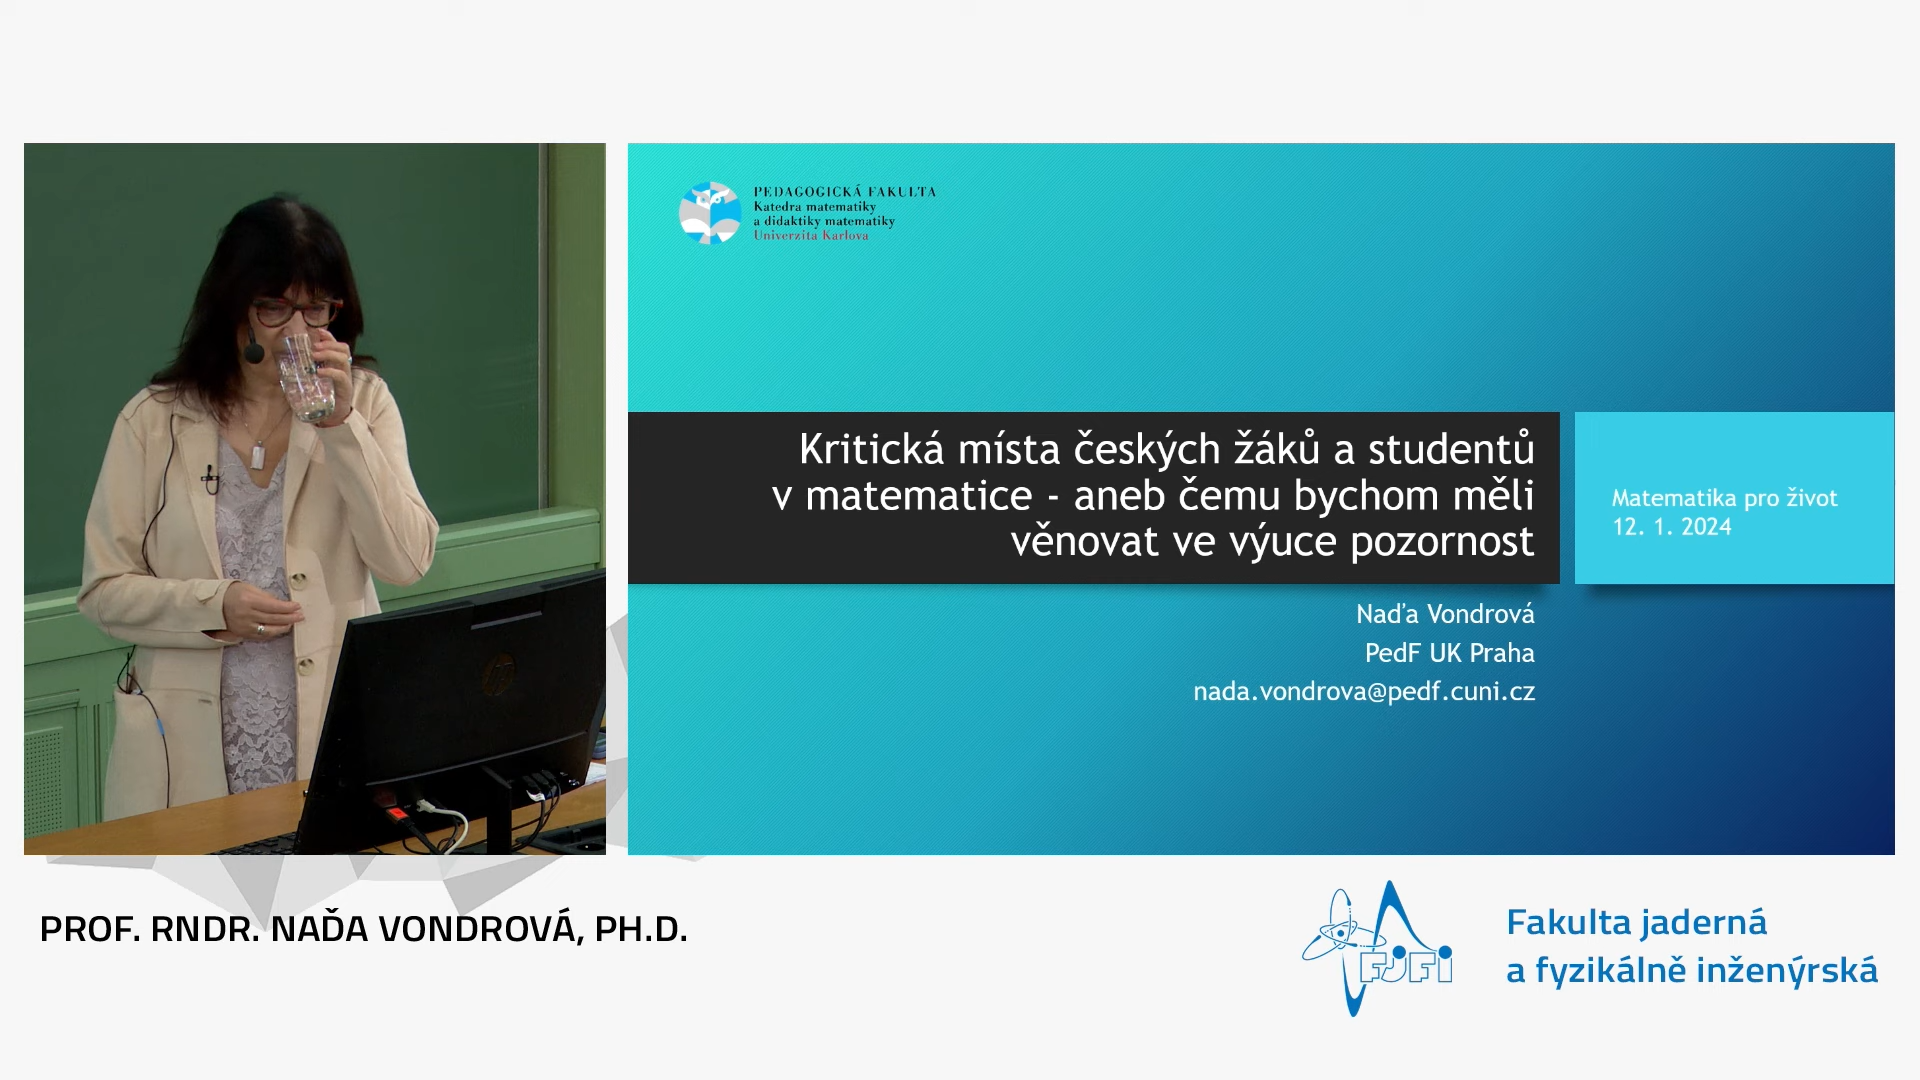 PEDAGOGICKÁ FAKULTA
Katedra matematiky
a didaktiky matematiky
Univerzita Karlova
Kritická místa českých žáků a studentů
v matematice - aneb čemu bychom měli
věnovat ve výuce pozornost
Matematika pro život
12. 1. 2024
Naďa Vondrová
PedF UK Praha
nada.vondrova@pedf.cuni.cz
PROF. RNDR. NAĎA VONDROVÁ, PH.D.
FJFI
Fakulta jaderná
a fyzikálně inženýrská